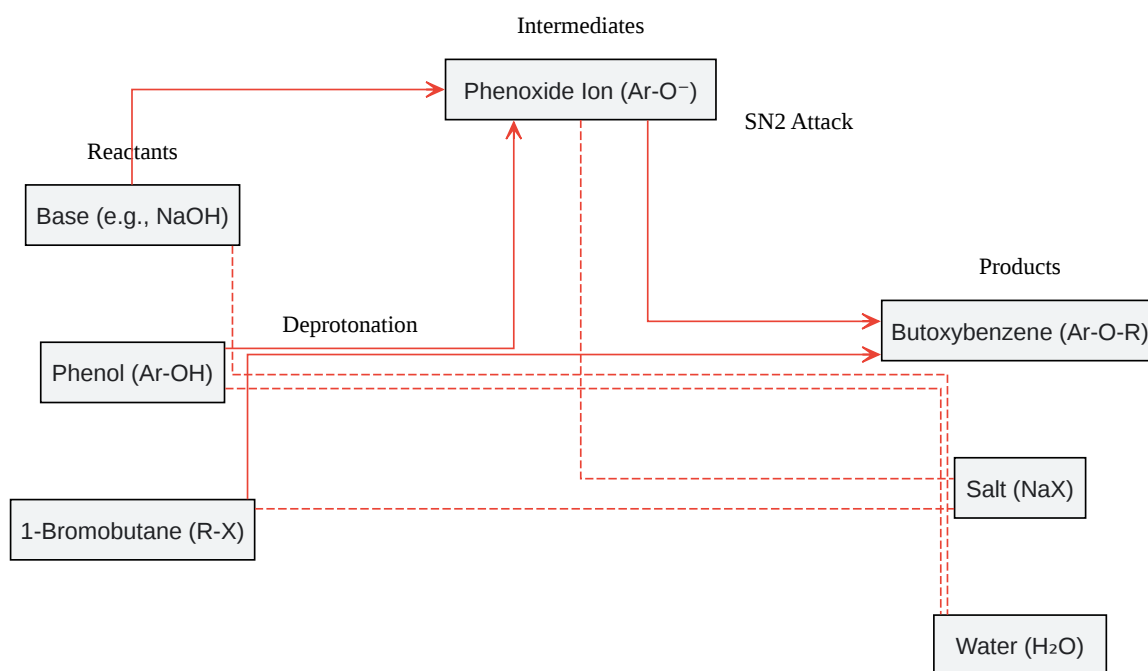 Intermediates
Phenoxide Ion (Ar-O⁻)
SN2 Attack
Reactants
Base (e.g., NaOH)
Products
Deprotonation
Butoxybenzene (Ar-O-R)
Phenol (Ar-OH)
Salt (NaX)
1-Bromobutane (R-X)
Water (H₂O)